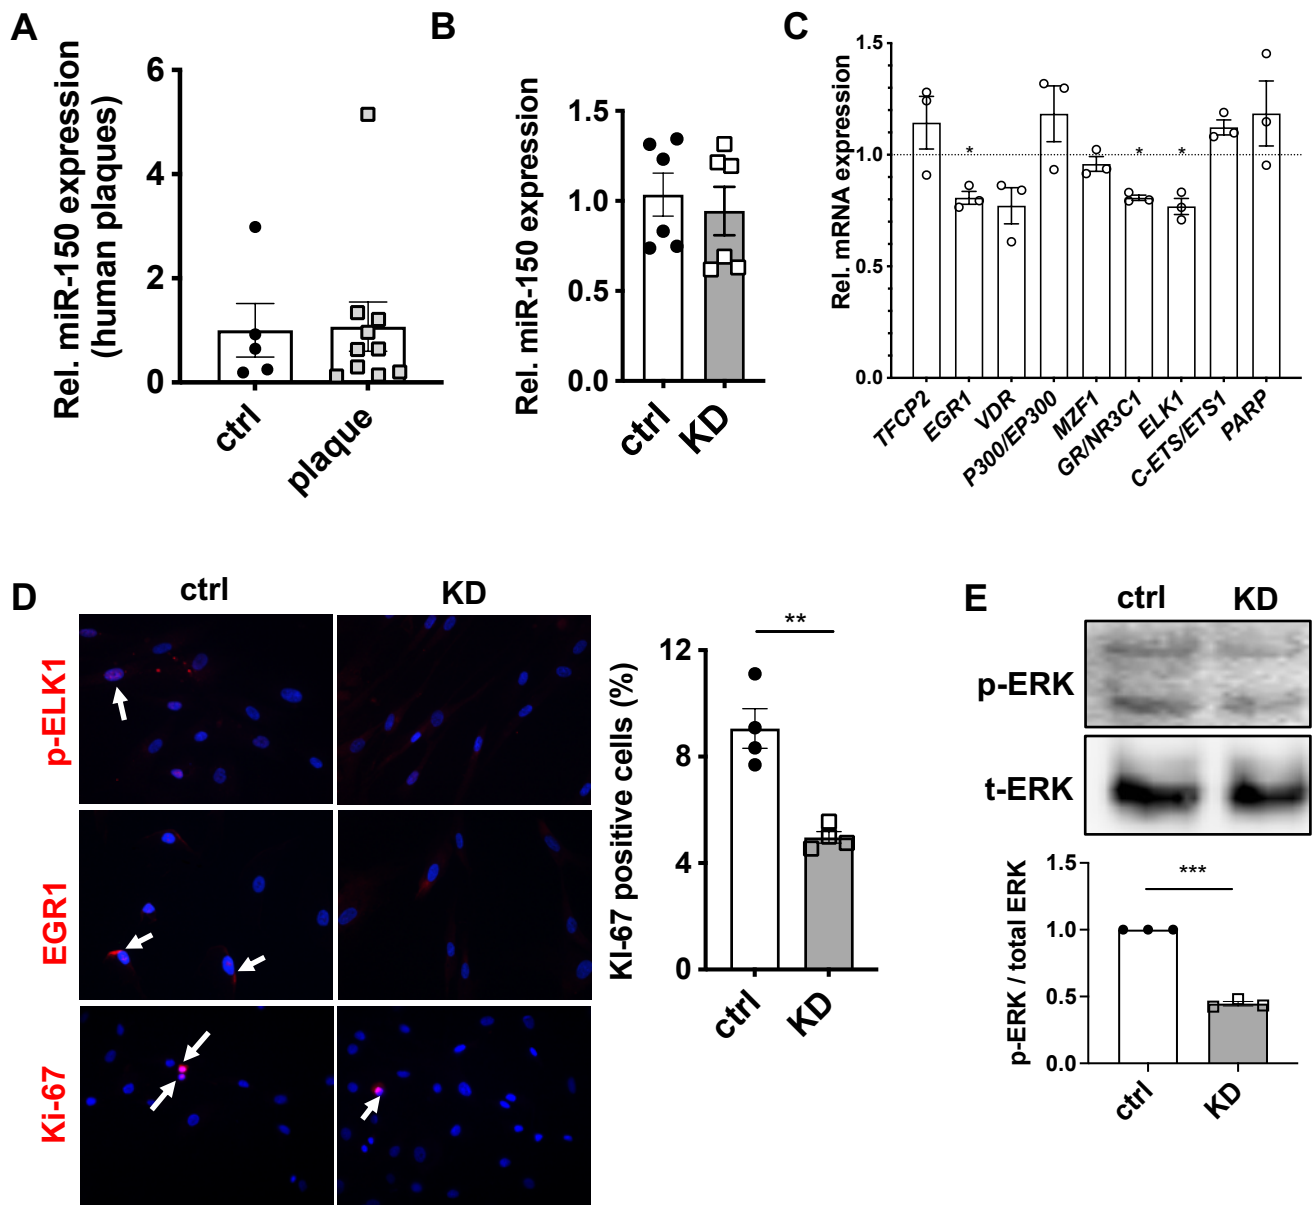 A
Rel. miR-150 expression
(human plaques)
6
4
2
0
ctrl
plaque
B
Rel. miR-150 expression
1.5
1.0
0.5
0.0
ctrl
KD
C
Rel. mRNA expression
1.5
1.0
0.5
0.0
*
*
*
TFCP2
EGR1
VDR
P300/EP300
MZF1
GR/NR3C1
ELK1
C-ETS/ETS1
PARP
D
ctrl
KD
p-ELK1
EGR1
Ki-67
KI-67 positive cells (%)
12
8
4
0
**
ctrl
KD
E
ctrl
KD
p-ERK
t-ERK
p-ERK / total ERK
1.5
1.0
0.5
0.0
***
ctrl
KD